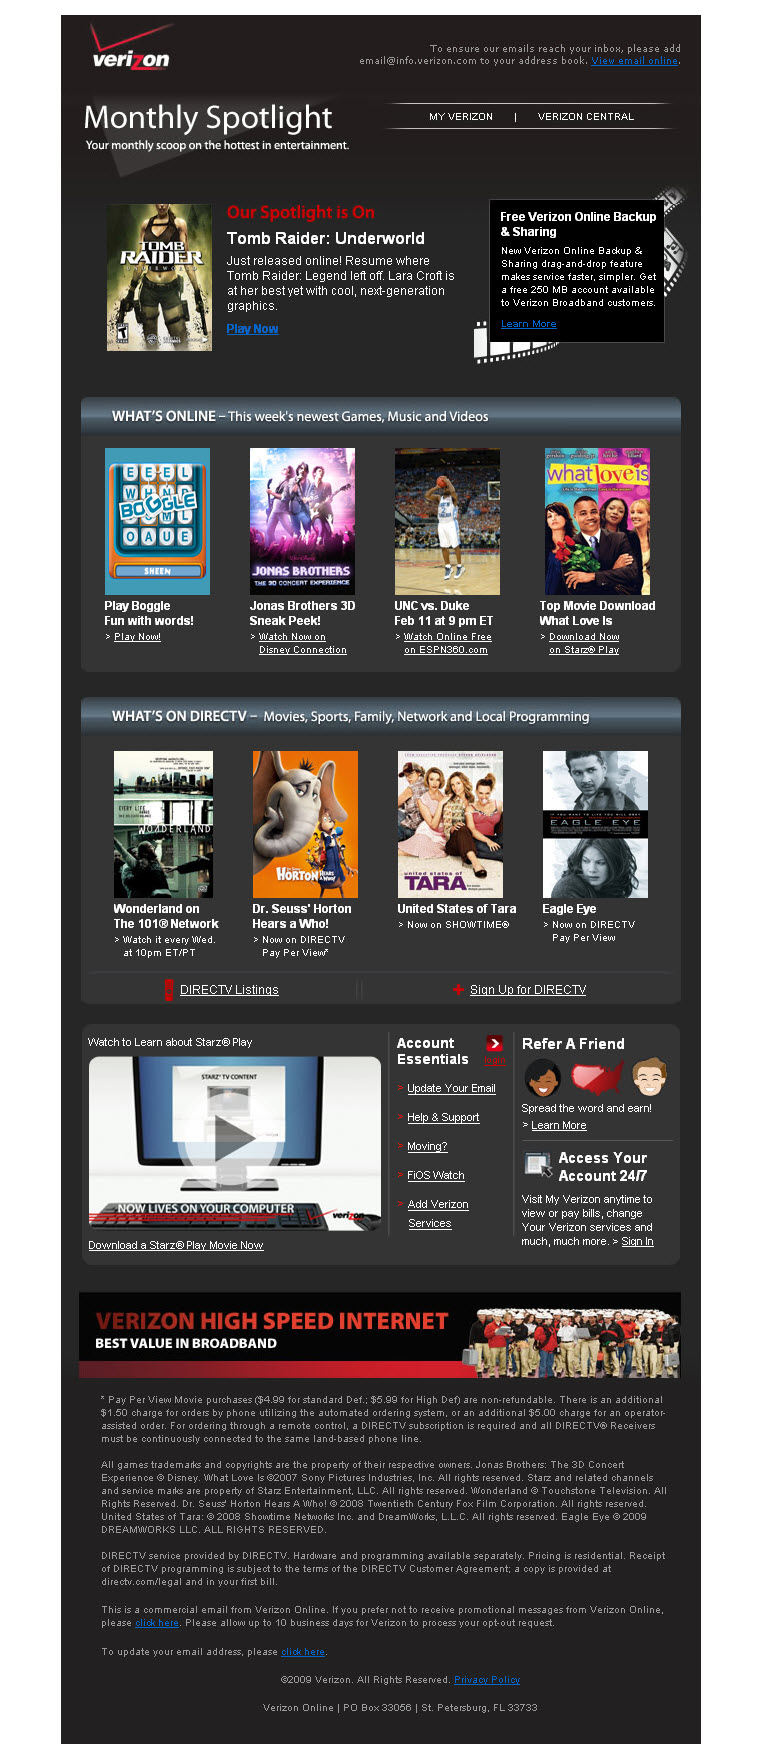 verizon
To ensure our emails reach your inbox, please add
email@info.verizon.com to your address book. View email online.
Monthly Spotlight
Your monthly scoop on the hottest in entertainment.
MY VERIZON | VERIZON CENTRAL
TOMB
RAIDER
UNDERWORLD
Our Spotlight is On
Tomb Raider: Underworld
Just released online! Resume where
Tomb Raider: Legend left off. Lara Croft is
at her best yet with cool, next-generation
graphics.
Play Now
Free Verizon Online Backup
& Sharing
New Verizon Online Backup &
Sharing drag-and-drop feature
makes service faster, simpler. Get
a free 250 MB account available
to Verizon Broadband customers.
Learn More
WHAT'S ONLINE – This week's newest Games, Music and Videos
BOGGLE
SHEEN
JONAS BROTHERS
THE 3D CONCERT EXPERIENCE
what love is
Play Boggle
Fun with words!
> Play Now!
Jonas Brothers 3D
Sneak Peek!
> Watch Now on
Disney Connection
UNC vs. Duke
Feb 11 at 9 pm ET
> Watch Online Free
on ESPN360.com
Top Movie Download
What Love Is
> Download Now
on Starz® Play
WHAT'S ON DIRECTV – Movies, Sports, Family, Network and Local Programming
EVERY LIFE
WONDERLAND
HORTON HEARS A WHO!
united states of
TARA
EAGLE EYE
Wonderland on
The 101® Network
> Watch it every Wed.
at 10pm ET/PT
Dr. Seuss' Horton
Hears a Who!
> Now on DIRECTV
Pay Per View*
United States of Tara
> Now on SHOWTIME®
Eagle Eye
> Now on DIRECTV
Pay Per View
DIRECTV Listings
Sign Up for DIRECTV
Watch to Learn about Starz® Play
STARZ® TV CONTENT
NOW LIVES ON YOUR COMPUTER
verizon
Download a Starz® Play Movie Now
Account
Essentials
login
> Update Your Email
> Help & Support
> Moving?
> FiOS Watch
> Add Verizon
Services
Refer A Friend
Spread the word and earn!
> Learn More
Access Your
Account 24/7
Visit My Verizon anytime to
view or pay bills, change
Your Verizon services and
much, much more. > Sign In
VERIZON HIGH SPEED INTERNET
BEST VALUE IN BROADBAND
* Pay Per View Movie purchases ($4.99 for standard Def.; $5.99 for High Def) are non-refundable. There is an additional
$1.50 charge for orders by phone utilizing the automated ordering system, or an additional $5.00 charge for an operator-
assisted order. For ordering through a remote control, a DIRECTV subscription is required and all DIRECTV® Receivers
must be continuously connected to the same land-based phone line.
All games trademarks and copyrights are the property of their respective owners. Jonas Brothers: The 3D Concert
Experience © Disney. What Love Is ©2007 Sony Pictures Industries, Inc. All rights reserved. Starz and related channels
and service marks are property of Starz Entertainment, LLC. All rights reserved. Wonderland © Touchstone Television. All
Rights Reserved. Dr. Seuss' Horton Hears A Who! © 2008 Twentieth Century Fox Film Corporation. All rights reserved.
United States of Tara: © 2008 Showtime Networks Inc. and DreamWorks, L.L.C. All rights reserved. Eagle Eye © 2009
DREAMWORKS LLC. ALL RIGHTS RESERVED.
DIRECTV service provided by DIRECTV. Hardware and programming available separately. Pricing is residential. Receipt
of DIRECTV programming is subject to the terms of the DIRECTV Customer Agreement; a copy is provided at
directv.com/legal and in your first bill.
This is a commercial email from Verizon Online. If you prefer not to receive promotional messages from Verizon Online,
please click here. Please allow up to 10 business days for Verizon to process your opt-out request.
To update your email address, please click here.
©2009 Verizon. All Rights Reserved. Privacy Policy
Verizon Online | PO Box 33056 | St. Petersburg, FL 33733